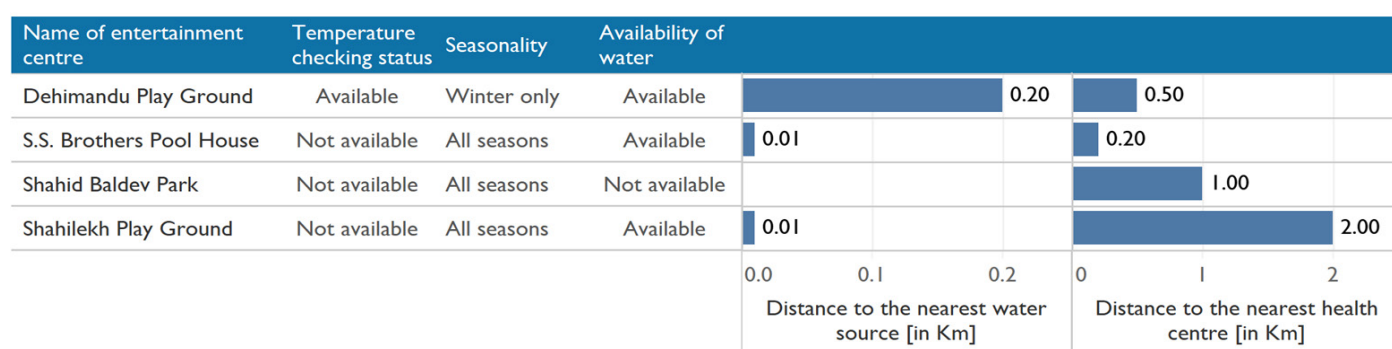 Name of entertainment centre Temperature checking status Seasonality Availability of water
Dehimandu Play Ground Available Winter only Available 0.20 0.50
S.S. Brothers Pool House Not available All seasons Available 0.01 0.20
Shahid Baldev Park Not available All seasons Not available 1.00
Shahilekh Play Ground Not available All seasons Available 0.01 2.00
0.0 0.1 0.2 0 1 2
Distance to the nearest water source [in Km] Distance to the nearest health centre [in Km]